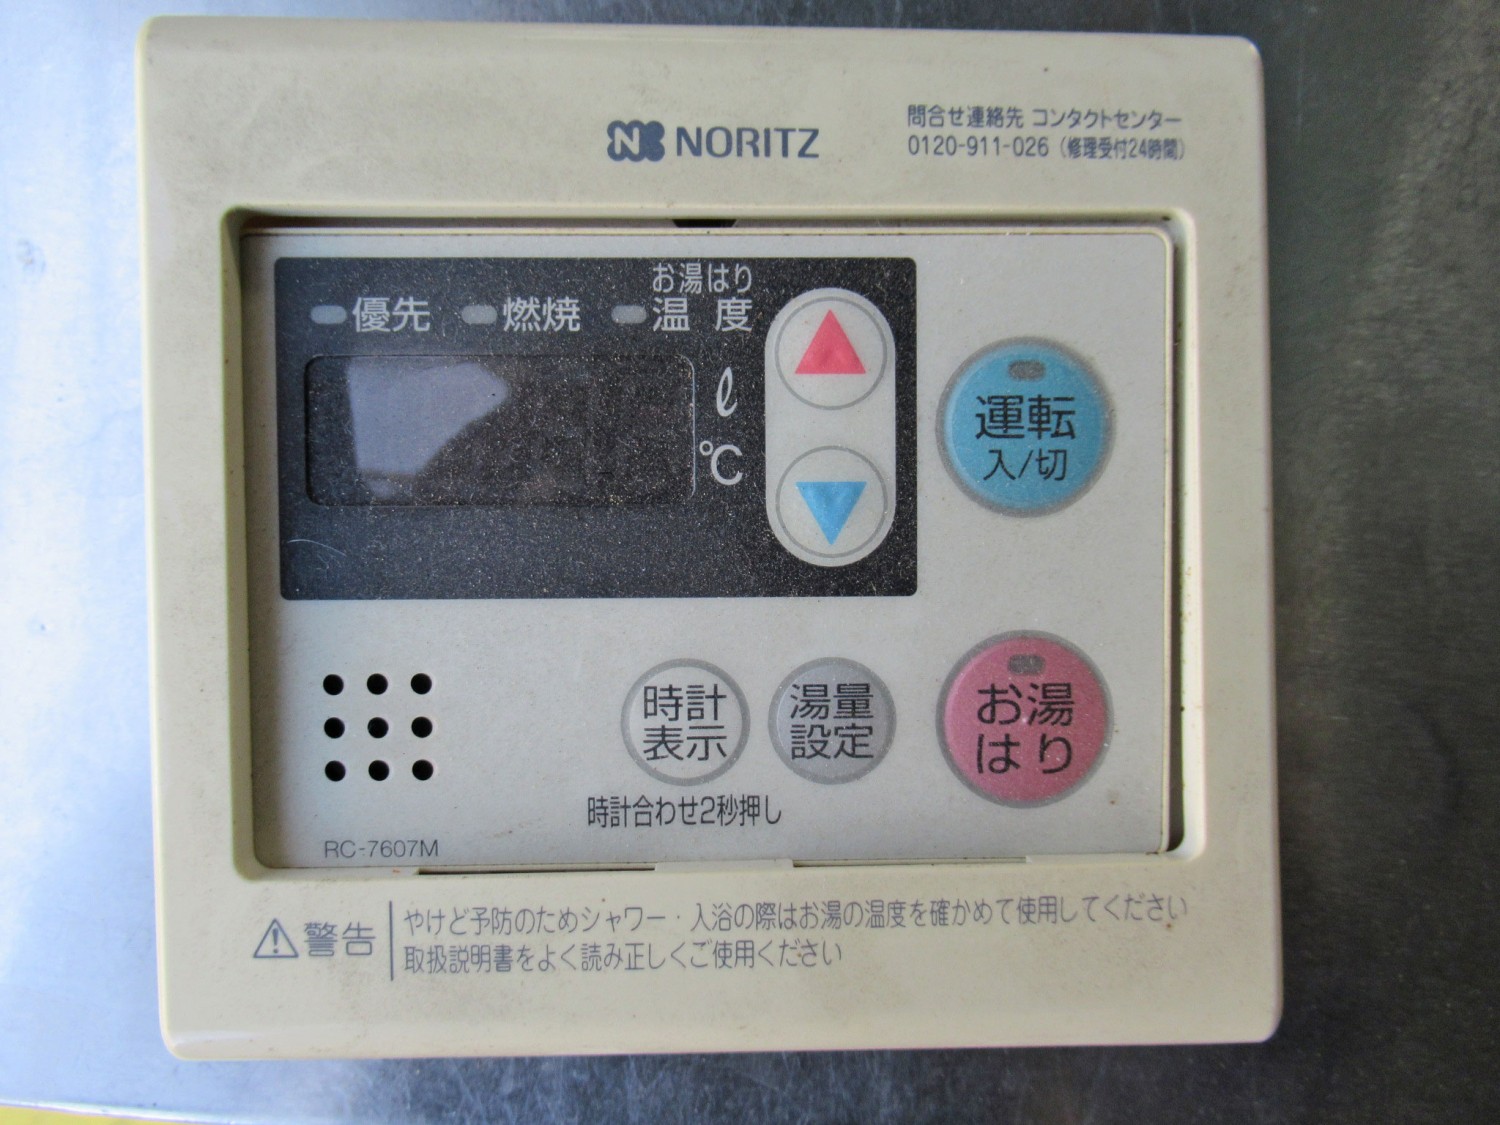 N NORITZ
問合せ連絡先 コンタクトセンター
0120-911-026（修理受付24時間）
お湯はり
優先 燃焼 温度
ℓ
℃
運転
入/切
時計
表示
湯量
設定
お湯
はり
時計合わせ2秒押し
RC-7607M
警告
やけど予防のためシャワー・入浴の際はお湯の温度を確かめて使用してください
取扱説明書をよく読み正しくご使用ください